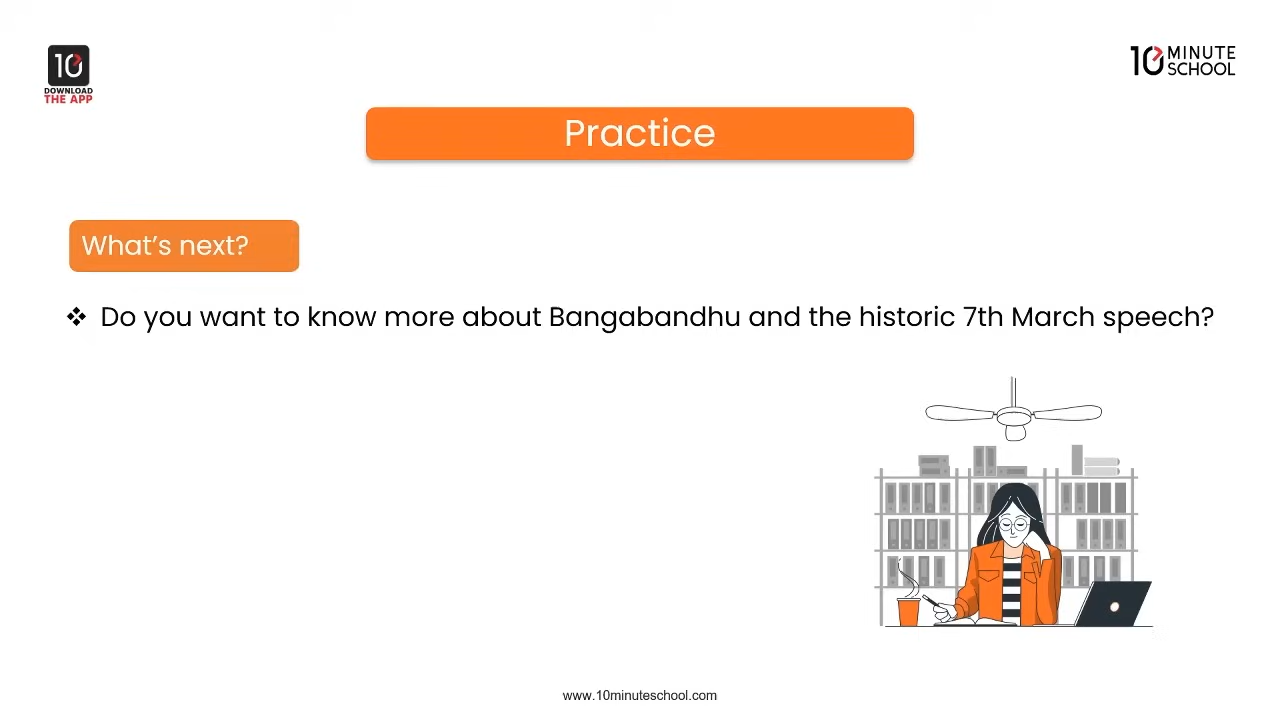 10
DOWNLOAD
THE APP
10 MINUTE
SCHOOL
Practice
What’s next?
❖ Do you want to know more about Bangabandhu and the historic 7th March speech?
www.10minuteschool.com